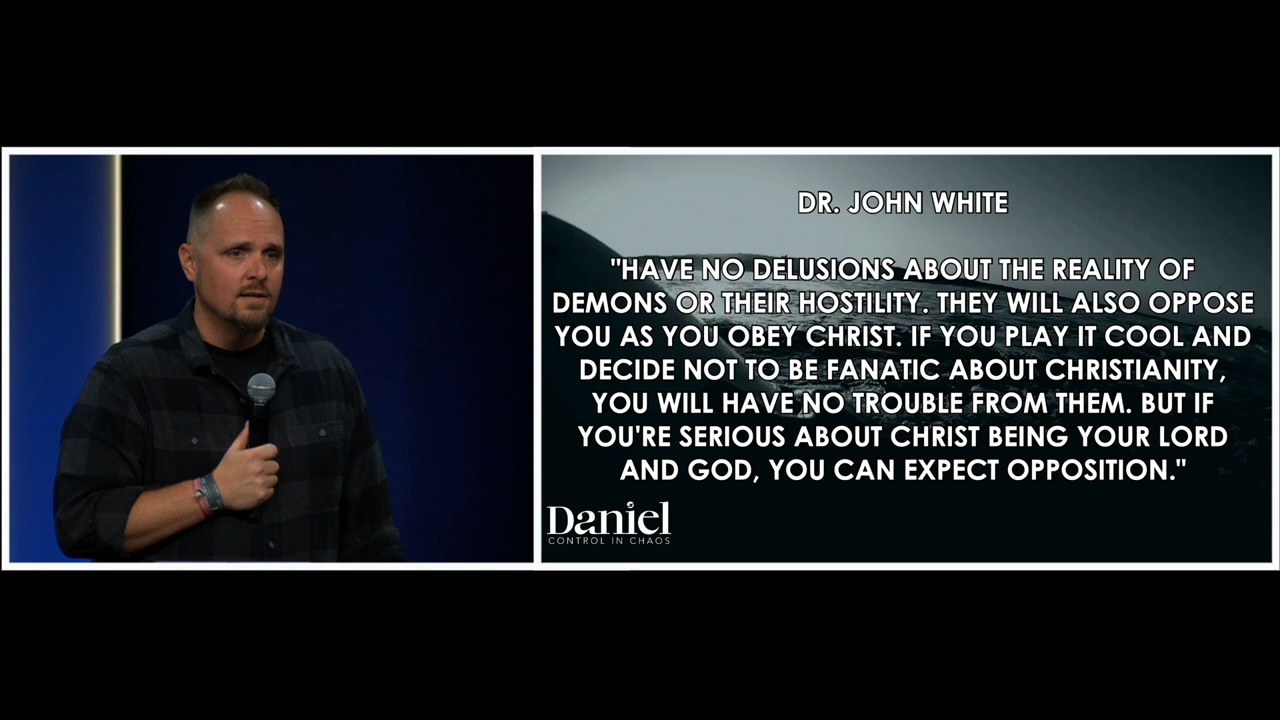 DR. JOHN WHITE
"HAVE NO DELUSIONS ABOUT THE REALITY OF
DEMONS OR THEIR HOSTILITY. THEY WILL ALSO OPPOSE
YOU AS YOU OBEY CHRIST. IF YOU PLAY IT COOL AND
DECIDE NOT TO BE FANATIC ABOUT CHRISTIANITY,
YOU WILL HAVE NO TROUBLE FROM THEM. BUT IF
YOU'RE SERIOUS ABOUT CHRIST BEING YOUR LORD
AND GOD, YOU CAN EXPECT OPPOSITION."
Daniel
CONTROL IN CHAOS